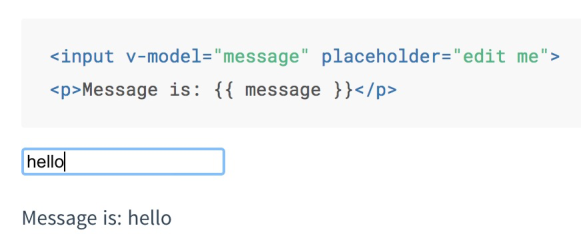 <input v-model="message" placeholder="edit me">
<p>Message is: {{ message }}</p>
hello
Message is: hello